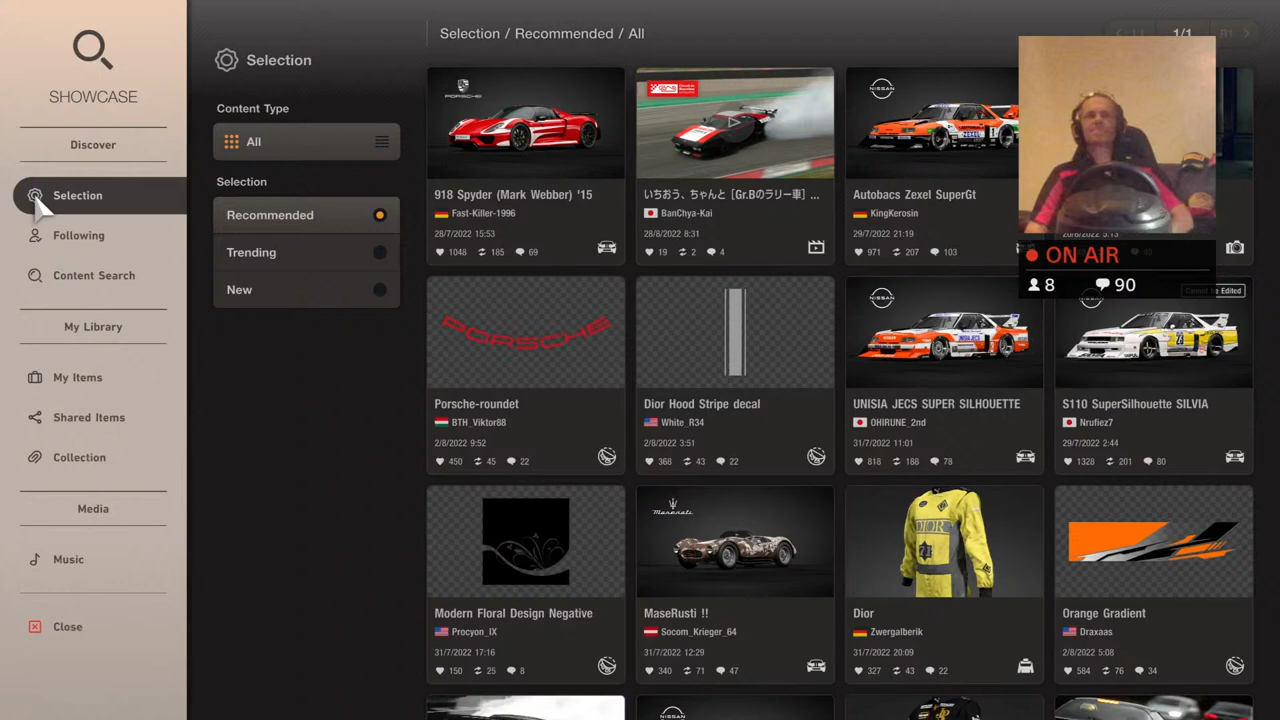 SHOWCASE
Discover
Selection
Following
Content Search
My Library
My Items
Shared Items
Collection
Media
Music
Close
Selection
Content Type
All
Selection
Recommended
Trending
New
Selection / Recommended / All
1/1
R1
PORSCHE
918 Spyder (Mark Webber) '15
Fast-Killer-1996
28/7/2022 15:53
1048 185 69
いちおう、ちゃんと [Gr.Bのラリー車] ...
BanChya-Kai
28/8/2022 8:31
19 2 4
NISSAN
Autobacs Zexel SuperGt
KingKerosin
29/7/2022 21:19
971 207 103
ON AIR
8 90
PORSCHE
Porsche-roundet
BTH_Viktor88
2/8/2022 9:52
450 45 22
Dior Hood Stripe decal
White_R34
2/8/2022 3:51
368 43 22
NISSAN
UNISIA JECS SUPER SILHOUETTE
OHIRUNE_2nd
31/7/2022 11:01
818 188 78
Cannot be Edited
NISSAN
S110 SuperSilhouette SILVIA
Nrufiez7
29/7/2022 2:44
1328 201 80
Modern Floral Design Negative
Procyon_IX
31/7/2022 17:16
150 25 8
Maserati
MaseRusti !!
Socom_Krieger_64
31/7/2022 12:29
340 71 47
DIOR
Dior
Zwergalberik
31/7/2022 20:09
327 43 22
Orange Gradient
Draxaas
2/8/2022 5:08
584 76 34